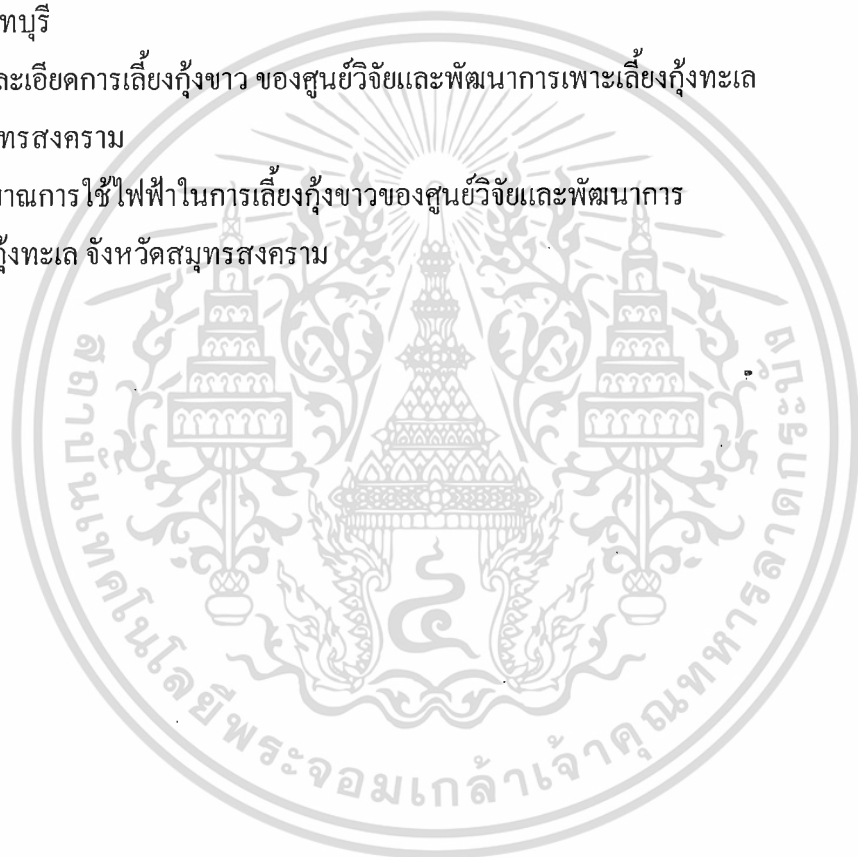 ทบุรี
ละเอียดการเลี้ยงกุ้งขาว ของศูนย์วิจัยและพัฒนาการเพาะเลี้ยงกุ้งทะเล
ทรสงคราม
มาณการใช้ไฟฟ้าในการเลี้ยงกุ้งขาวของศูนย์วิจัยและพัฒนาการ
กุ้งทะเล จังหวัดสมุทรสงคราม
สถาบันเทคโนโลยีพระจอมเกล้าเจ้าคุณทหารลาดกระบัง